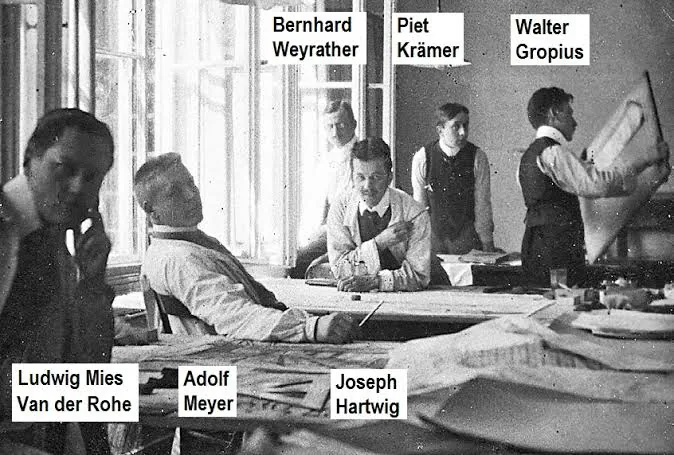 Bernhard
Weyrather
Piet
Krämer
Walter
Gropius
Ludwig Mies
Van der Rohe
Adolf
Meyer
Joseph
Hartwig